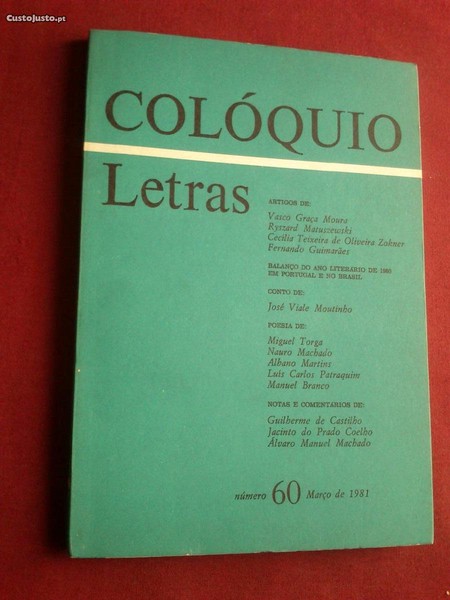 CustoJusto.pt
COLÓQUIO
Letras
ARTIGOS DE:
Vasco Graça Moura
Ryszard Matuszewski
Cecília Teixeira de Oliveira Zokner
Fernando Guimarães
BALANÇO DO ANO LITERÁRIO DE 1980
EM PORTUGAL E NO BRASIL
CONTO DE:
José Viale Moutinho
POESIA DE:
Miguel Torga
Nauro Machado
Albano Martins
Luís Carlos Patraquim
Manuel Branco
NOTAS E COMENTÁRIOS DE:
Guilherme de Castilho
Jacinto do Prado Coelho
Álvaro Manuel Machado
número 60 Março de 1981